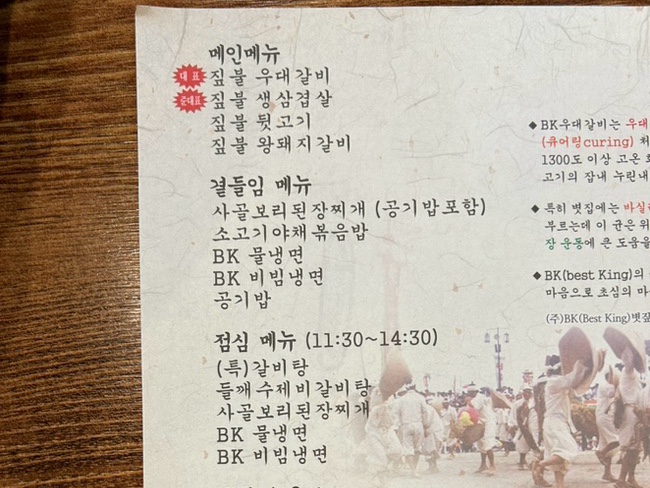 메인메뉴
대표 짚불 우대갈비
준대표 짚불 생삼겹살
짚불 뒷고기
짚불 왕돼지갈비
곁들임 메뉴
사골보리된장찌개 (공기밥포함)
소고기야채볶음밥
BK 물냉면
BK 비빔냉면
공기밥
점심 메뉴 (11:30~14:30)
(특)갈비탕
들깨수제비갈비탕
사골보리된장찌개
BK 물냉면
BK 비빔냉면
◆ BK우대갈비는 우대
(큐어링curing) 처
1300도 이상 고온
고기의 잡내 누린내
◆ 특히 볏짚에는 바실
부르는데 이 균은 위
장 운동에 큰 도움을
◆ BK(best King)의
마음으로 초심의 마
(주)BK(Best King)볏짚